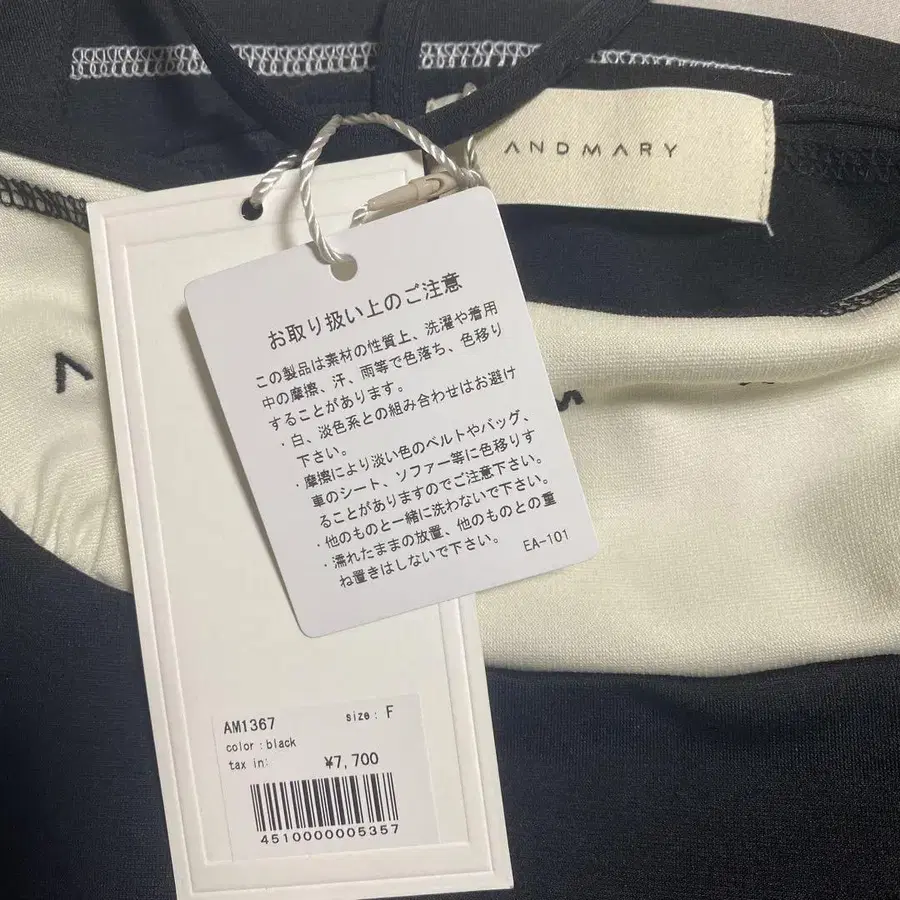 ANDMARY
お取り扱い上のご注意
この製品は素材の性質上、洗濯や着用
中の摩擦、汗、雨等で色落ち、色移り
することがあります。
・白、淡色系との組み合わせはお避け
下さい。
・摩擦により淡い色のベルトやバッグ、
車のシート、ソファー等に色移りす
ることがありますのでご注意下さい。
・他のものと一緒に洗わないで下さい。
・濡れたままの放置、他のものとの重
ね置きはしないで下さい。
EA-101
AM1367 size: F
color:black
tax in: ¥7,700
4510000005357